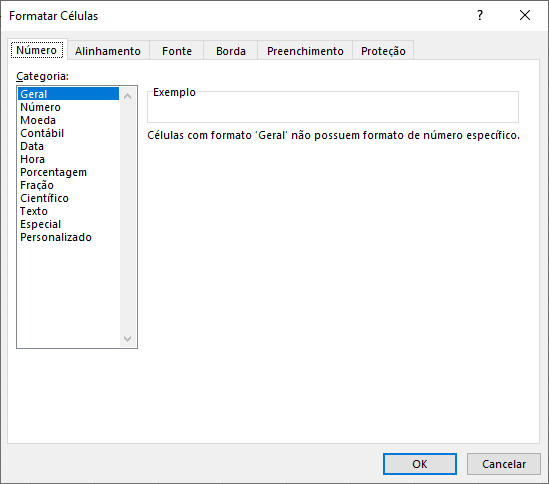 Formatar Células
?
Número Alinhamento Fonte Borda Preenchimento Proteção
Categoria:
Geral
Número
Moeda
Contábil
Data
Hora
Porcentagem
Fração
Científico
Texto
Especial
Personalizado
Exemplo
Células com formato 'Geral' não possuem formato de número específico.
OK Cancelar